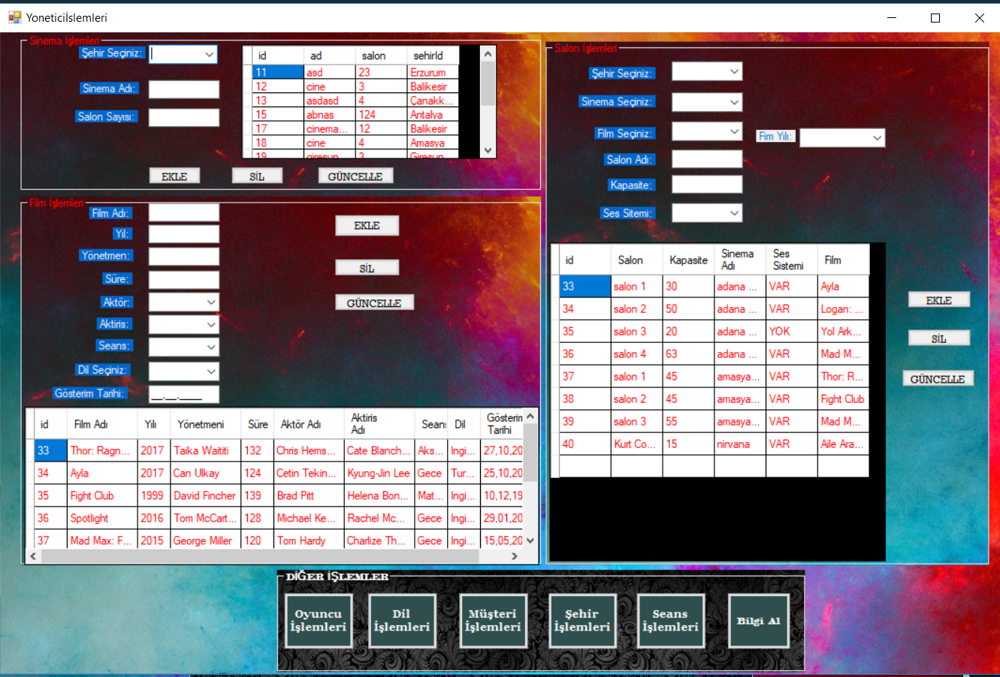 Yoneticiİslemleri
Sinema İşlemleri
Şehir Seçiniz:
Sinema Adı:
Salon Sayısı:
id ad salon sehirId
11 asd 23 Erzurum
12 cine 3 Balikesir
13 asdasd 4 Çanakk...
15 abnas 124 Antalya
17 cinema... 12 Balikesir
18 cine 4 Amasya
19 giresun 3 Giresun
EKLE SİL GÜNCELLE
Film İşlemleri
Film Adı:
Yıl:
Yönetmen:
Süre:
Aktör:
Aktiris:
Seans:
Dil Seçiniz:
Gösterim Tarihi: __.__.____
EKLE
SİL
GÜNCELLE
id Film Adı Yılı Yönetmeni Süre Aktör Adı Aktiris Adı Seans Dil Gösterim Tarihi
33 Thor: Ragn... 2017 Taika Waititi 132 Chris Hems... Cate Blanch... Aks... Ingi... 27,10,20
34 Ayla 2017 Can Ulkay 124 Cetin Tekin... Kyung-Jin Lee Gece Tur... 25,10,20
35 Fight Club 1999 David Fincher 139 Brad Pitt Helena Bon... Mat... Ingi... 10,12,19
36 Spotlight 2016 Tom McCart... 128 Michael Ke... Rachel Mc... Gece Ingi... 29,01,20
37 Mad Max: F... 2015 George Miller 120 Tom Hardy Charlize Th... Gece Ingi... 15,05,20
Salon İşlemleri
Şehir Seçiniz:
Sinema Seçiniz:
Film Seçiniz: Fim Yılı:
Salon Adı:
Kapasite:
Ses Sitemi:
id Salon Kapasite Sinema Adı Ses Sistemi Film
33 salon 1 30 adana ... VAR Ayla
34 salon 2 50 adana ... VAR Logan: ...
35 salon 3 20 adana ... YOK Yol Ark...
36 salon 4 63 adana ... VAR Mad M...
37 salon 1 45 amasya... VAR Thor: R...
38 salon 2 45 amasya... VAR Fight Club
39 salon 3 55 amasya... VAR Mad M...
40 Kurt Co... 15 nirvana VAR Aile Ara...
EKLE
SİL
GÜNCELLE
DİĞER İŞLEMLER
Oyuncu İşlemleri
Dil İşlemleri
Müşteri İşlemleri
Şehir İşlemleri
Seans İşlemleri
Bilgi Al